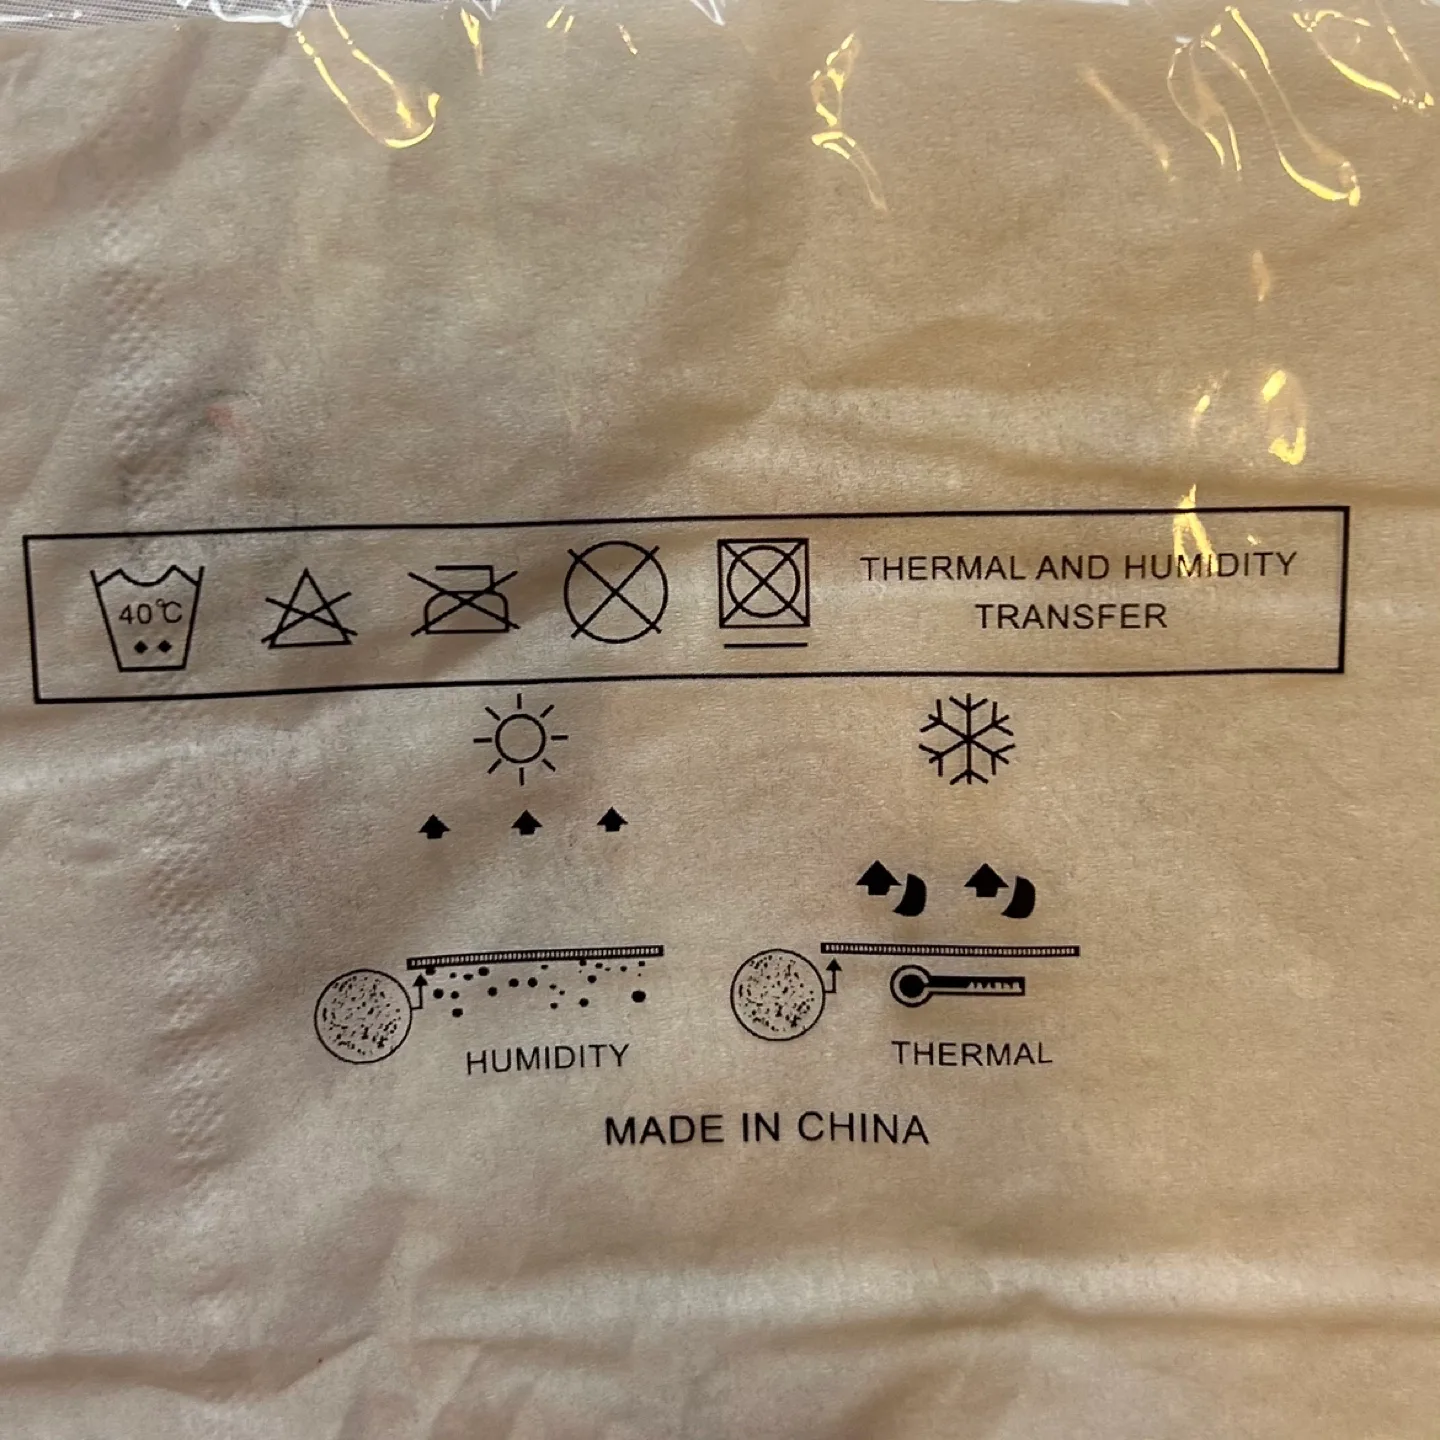 40℃
THERMAL AND HUMIDITY
TRANSFER
HUMIDITY
THERMAL
MADE IN CHINA